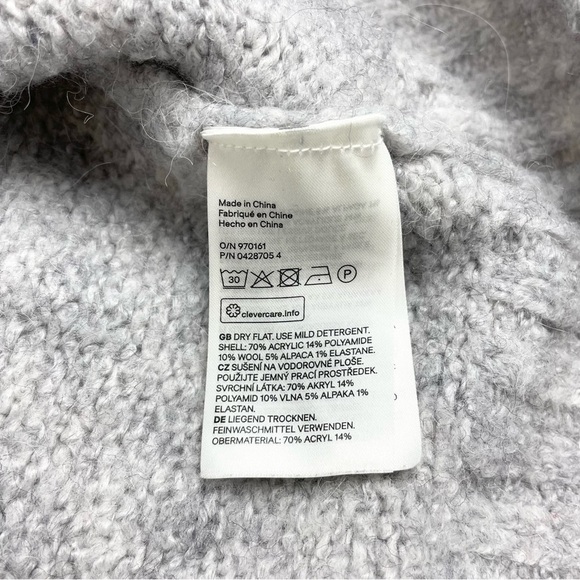 Made in China
Fabriqué en Chine
Hecho en China
O/N 970161
P/N 0428705 4
30 P
clevercare.info
GB DRY FLAT. USE MILD DETERGENT.
SHELL: 70% ACRYLIC 14% POLYAMIDE
10% WOOL 5% ALPACA 1% ELASTANE.
CZ SUŠENÍ NA VODOROVNÉ PLOŠE.
POUŽIJTE JEMNÝ PRACÍ PROSTŘEDEK.
SVRCHNÍ LÁTKA: 70% AKRYL 14%
POLYAMID 10% VLNA 5% ALPAKA 1%
ELASTAN.
DE LIEGEND TROCKNEN.
FEINWASCHMITTEL VERWENDEN.
OBERMATERIAL: 70% ACRYL 14%